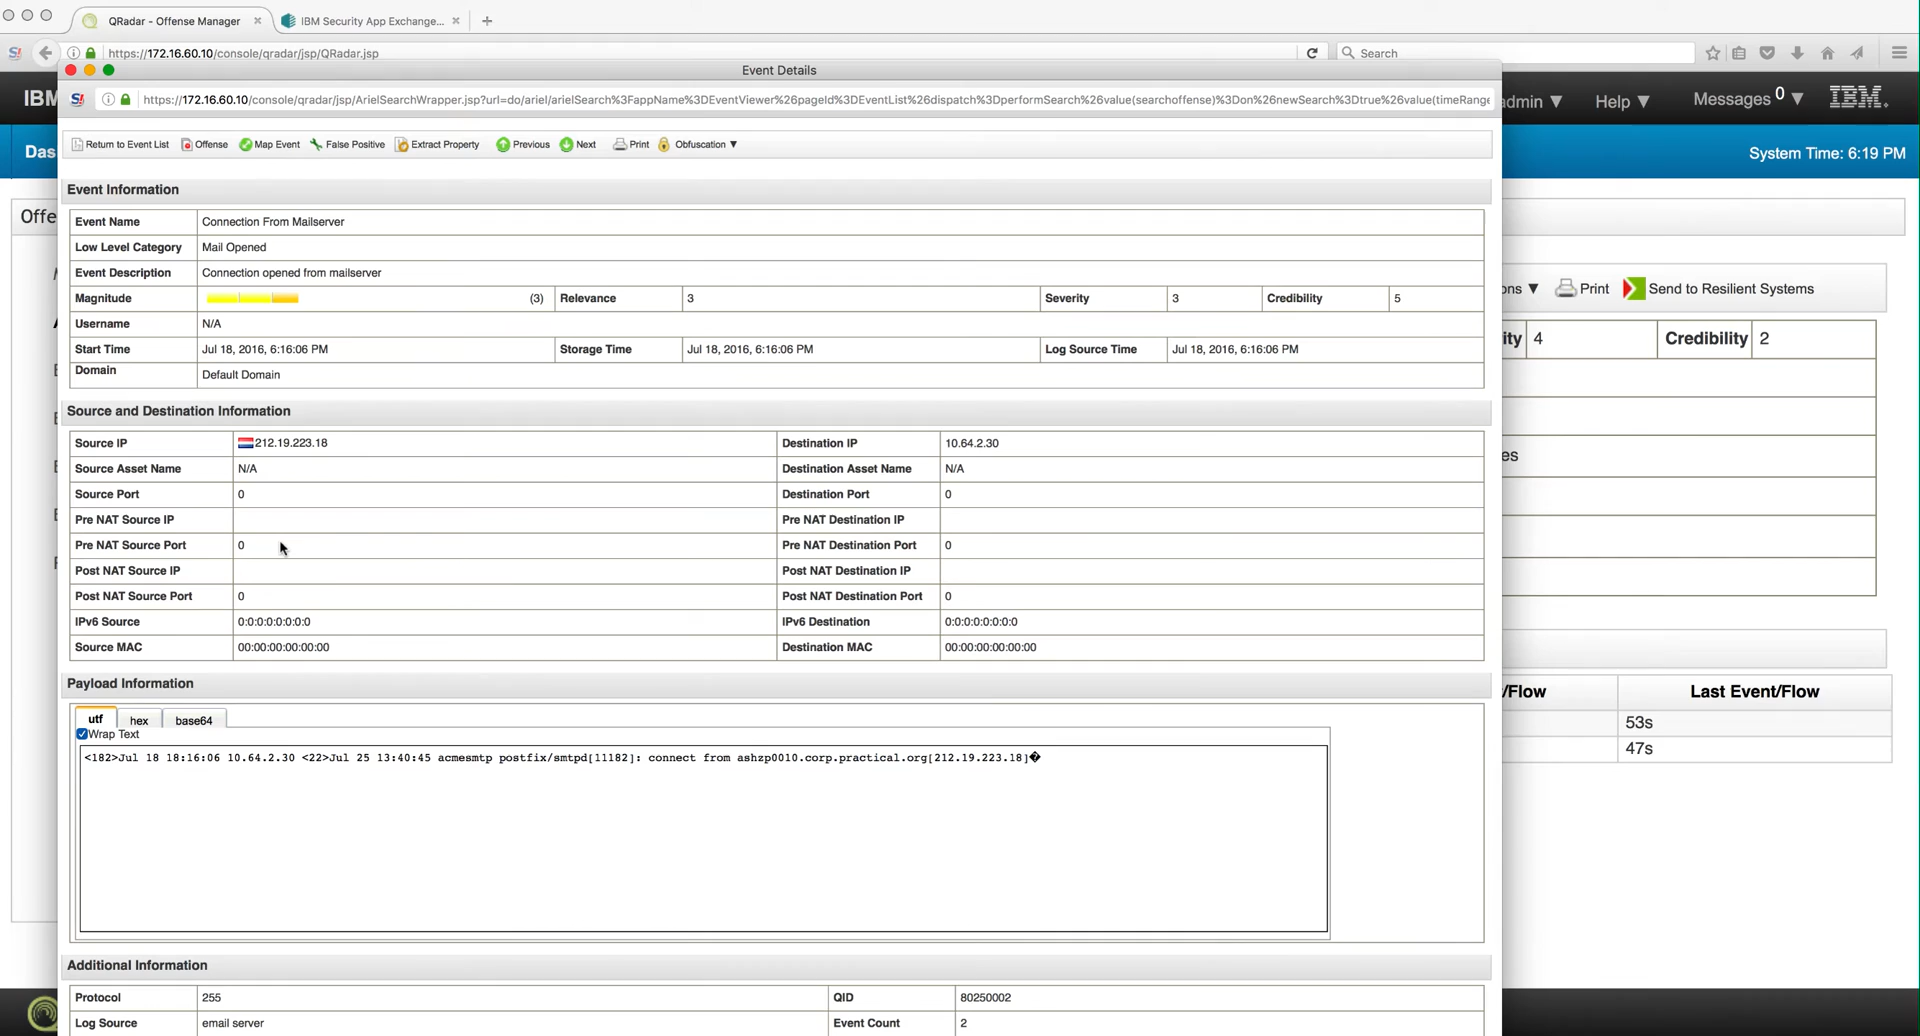 QRadar - Offense Manager
IBM Security App Exchange...
https://172.16.60.10/console/qradar/jsp/QRadar.jsp
Search
Event Details
https://172.16.60.10/console/qradar/jsp/ArielSearchWrapper.jsp?url=do/ariel/arielSearch%3FappName%3DEventViewer%26pageId%3DEventList%26dispatch%3DperformSearch%26value(searchoffense)%3Don%26newSearch%3Dtrue%26value(timeRange
IBM
admin ▼ Help ▼ Messages 0 ▼ IBM.
Das
System Time: 6:19 PM
Return to Event List Offense Map Event False Positive Extract Property Previous Next Print Obfuscation ▼
Event Information
Offe
Event Name Connection From Mailserver
Low Level Category Mail Opened
Event Description Connection opened from mailserver
ons ▼ Print Send to Resilient Systems
Magnitude (3) Relevance 3 Severity 3 Credibility 5
Username N/A
ity 4 Credibility 2
Start Time Jul 18, 2016, 6:16:06 PM Storage Time Jul 18, 2016, 6:16:06 PM Log Source Time Jul 18, 2016, 6:16:06 PM
Domain Default Domain
Source and Destination Information
Source IP 212.19.223.18 Destination IP 10.64.2.30
es
Source Asset Name N/A Destination Asset Name N/A
Source Port 0 Destination Port 0
Pre NAT Source IP Pre NAT Destination IP
Pre NAT Source Port 0 Pre NAT Destination Port 0
Post NAT Source IP Post NAT Destination IP
Post NAT Source Port 0 Post NAT Destination Port 0
IPv6 Source 0:0:0:0:0:0:0:0 IPv6 Destination 0:0:0:0:0:0:0:0
Source MAC 00:00:00:00:00:00 Destination MAC 00:00:00:00:00:00
Payload Information
/Flow Last Event/Flow
utf hex base64
53s
Wrap Text
47s
<182>Jul 18 18:16:06 10.64.2.30 <22>Jul 25 13:40:45 acmesmtp postfix/smtpd[11182]: connect from ashzp0010.corp.practical.org[212.19.223.18]�
Additional Information
Protocol 255 QID 80250002
Log Source email server Event Count 2